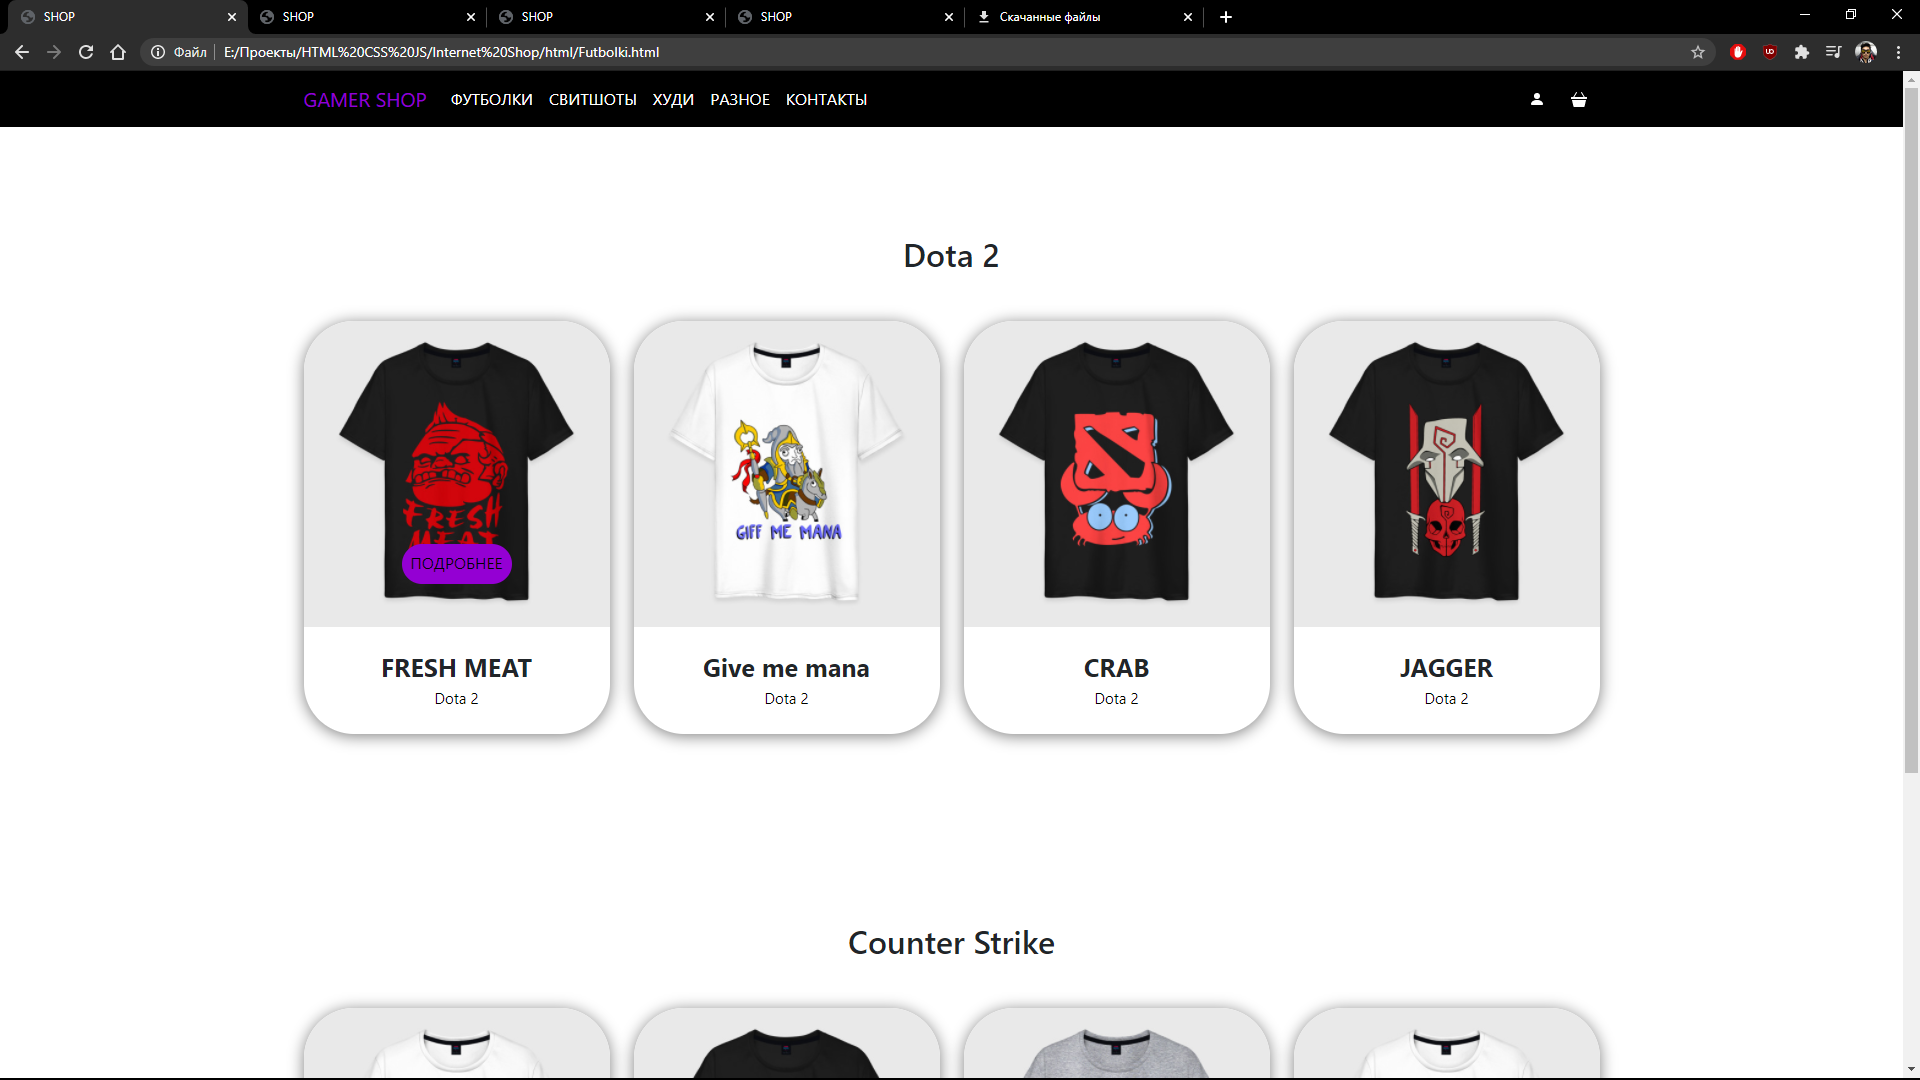 SHOP
SHOP
SHOP
SHOP
Скачанные файлы
Файл
E:/Проекты/HTML%20CSS%20JS/Internet%20Shop/html/Futbolki.html
GAMER SHOP
ФУТБОЛКИ
СВИТШОТЫ
ХУДИ
РАЗНОЕ
КОНТАКТЫ
Dota 2
FRESH
MEAT
ПОДРОБНЕЕ
GIFF ME MANA
FRESH MEAT
Dota 2
Give me mana
Dota 2
CRAB
Dota 2
JAGGER
Dota 2
Counter Strike